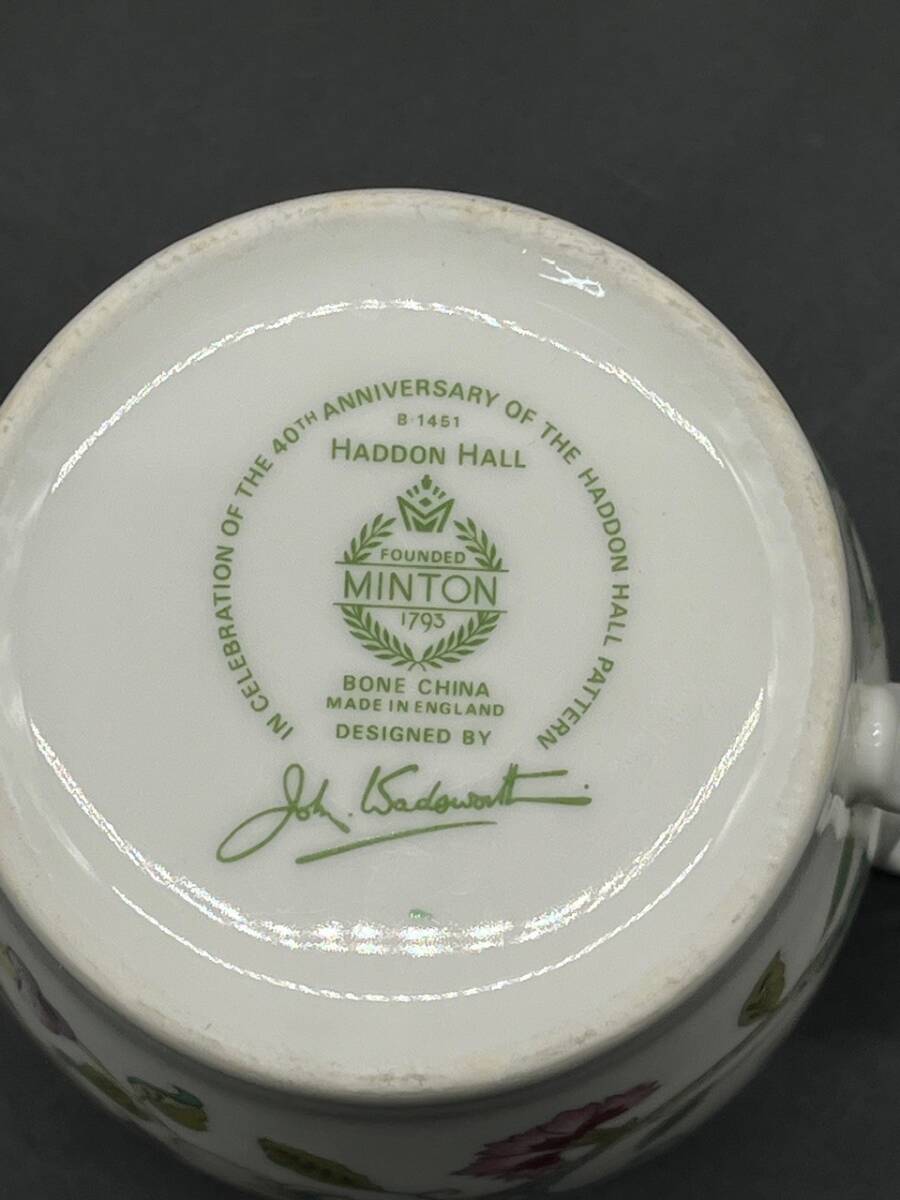 IN CELEBRATION OF THE 40TH ANNIVERSARY OF THE HADDON HALL PATTERN
B·1451
HADDON HALL
FOUNDED
MINTON
1793
BONE CHINA
MADE IN ENGLAND
DESIGNED BY
John Wadsworth